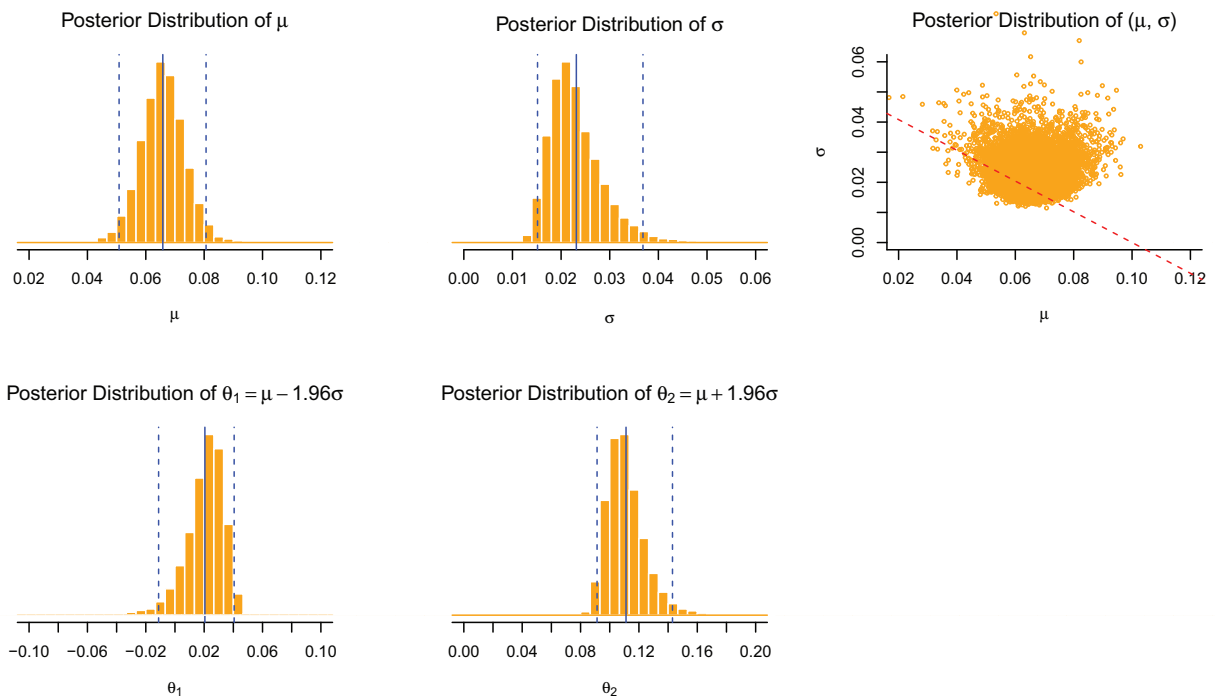 Posterior Distribution of μ
0.02 0.04 0.06 0.08 0.10 0.12
μ
Posterior Distribution of σ
0.00 0.01 0.02 0.03 0.04 0.05 0.06
σ
Posterior Distribution of (μ, σ)
0.06
0.04
0.02
0.00
σ
0.02 0.04 0.06 0.08 0.10 0.12
μ
Posterior Distribution of θ₁ = μ − 1.96σ
−0.10 −0.02 0.02 0.06 0.10
θ₁
Posterior Distribution of θ₂ = μ + 1.96σ
0.00 0.04 0.08 0.12 0.16 0.20
θ₂